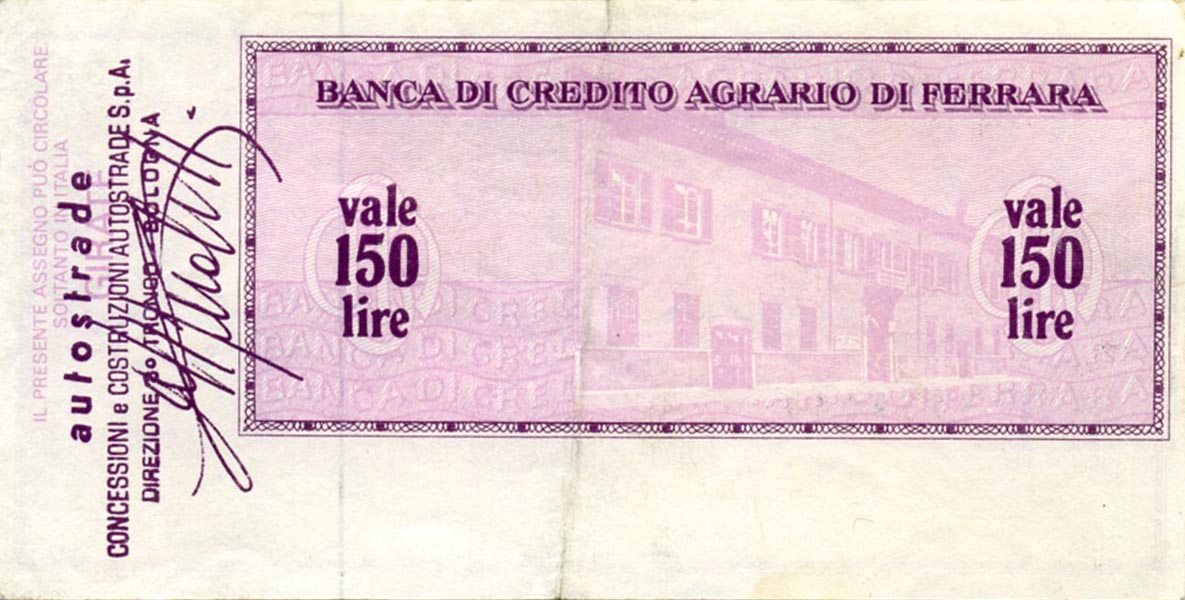 IL PRESENTE ASSEGNO PUÒ CIRCOLARE
SOLTANTO IN ITALIA
GIRATE
autostrade
CONCESSIONI e COSTRUZIONI AUTOSTRADE S.p.A.
DIREZIONE 3° TRONCO - BOLOGNA
BANCA DI CREDITO AGRARIO DI FERRARA
vale
150
lire
vale
150
lire